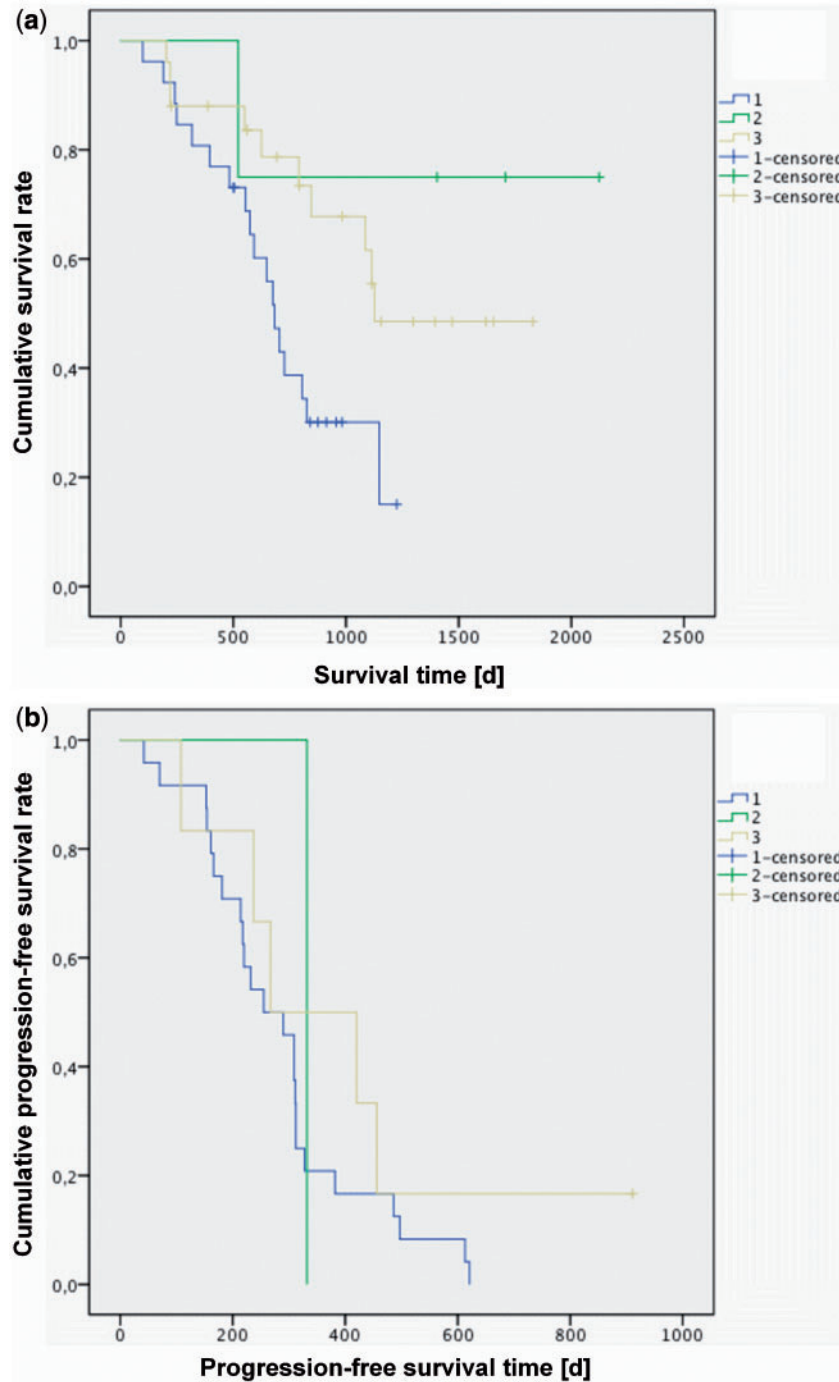 (a)
Cumulative survival rate
1,0
0,8
0,6
0,4
0,2
0,0
0 500 1000 1500 2000 2500
Survival time [d]
1
2
3
1-censored
2-censored
3-censored
(b)
Cumulative progression-free survival rate
1,0
0,8
0,6
0,4
0,2
0,0
0 200 400 600 800 1000
Progression-free survival time [d]
1
2
3
1-censored
2-censored
3-censored